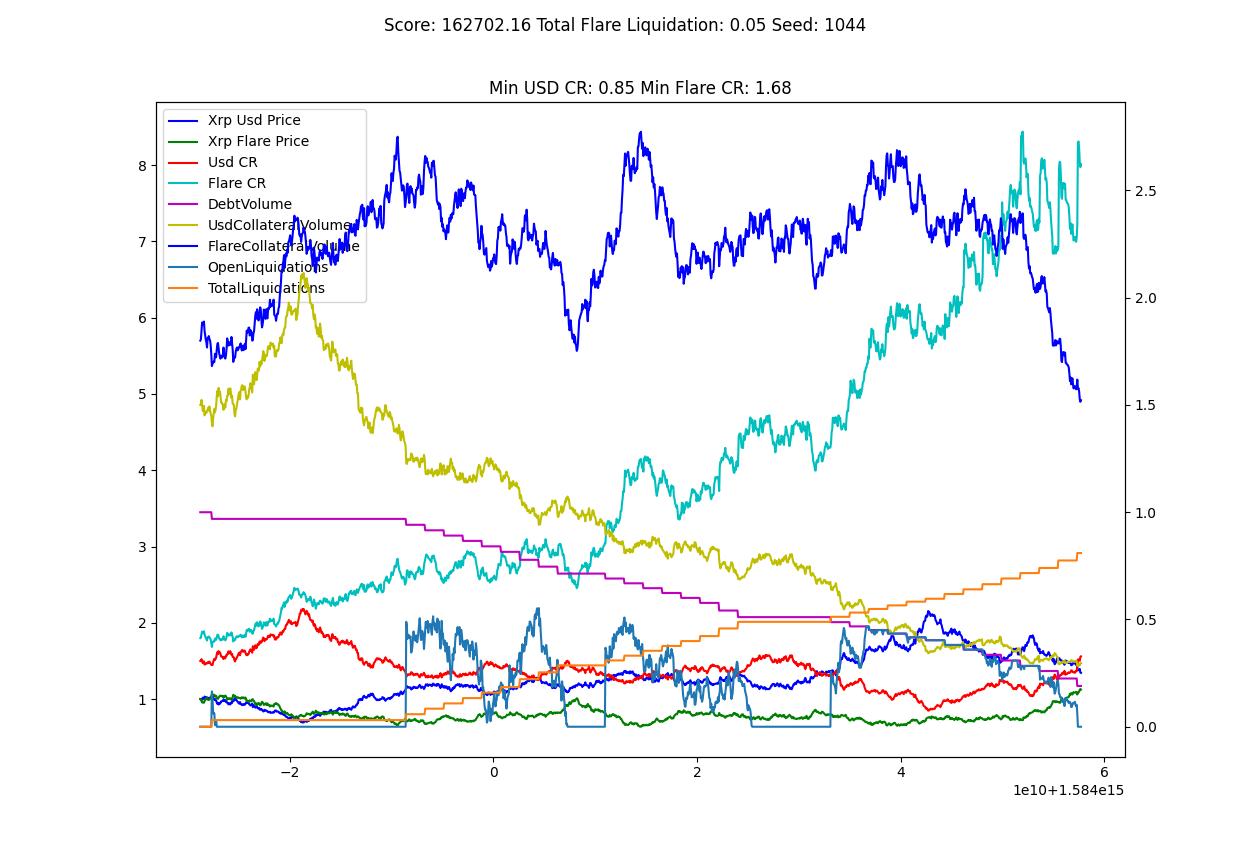 Score: 162702.16 Total Flare Liquidation: 0.05 Seed: 1044
Min USD CR: 0.85 Min Flare CR: 1.68
Xrp Usd Price
Xrp Flare Price
Usd CR
Flare CR
DebtVolume
UsdCollateralVolume
FlareCollateralVolume
OpenLiquidations
TotalLiquidations
8
7
6
5
4
3
2
1
2.5
2.0
1.5
1.0
0.5
0.0
−2
0
2
4
6
1e10+1.584e15